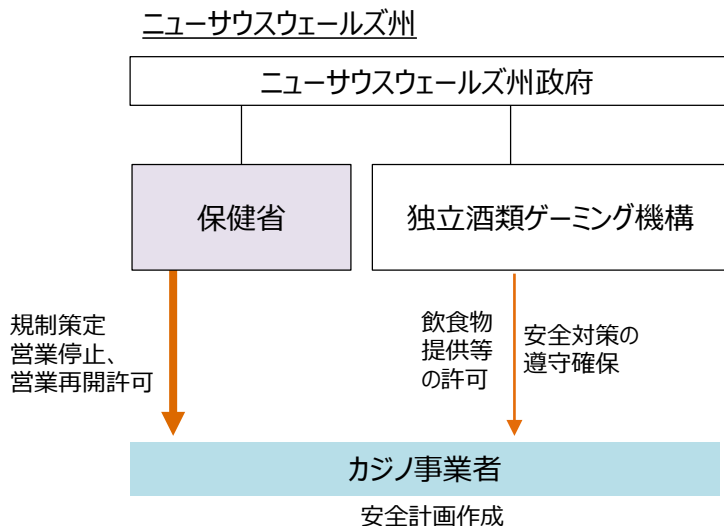 ニューサウスウェールズ州
ニューサウスウェールズ州政府
保健省
独立酒類ゲーミング機構
規制策定
営業停止、
営業再開許可
飲食物
提供等
の許可
安全対策の
遵守確保
カジノ事業者
安全計画作成